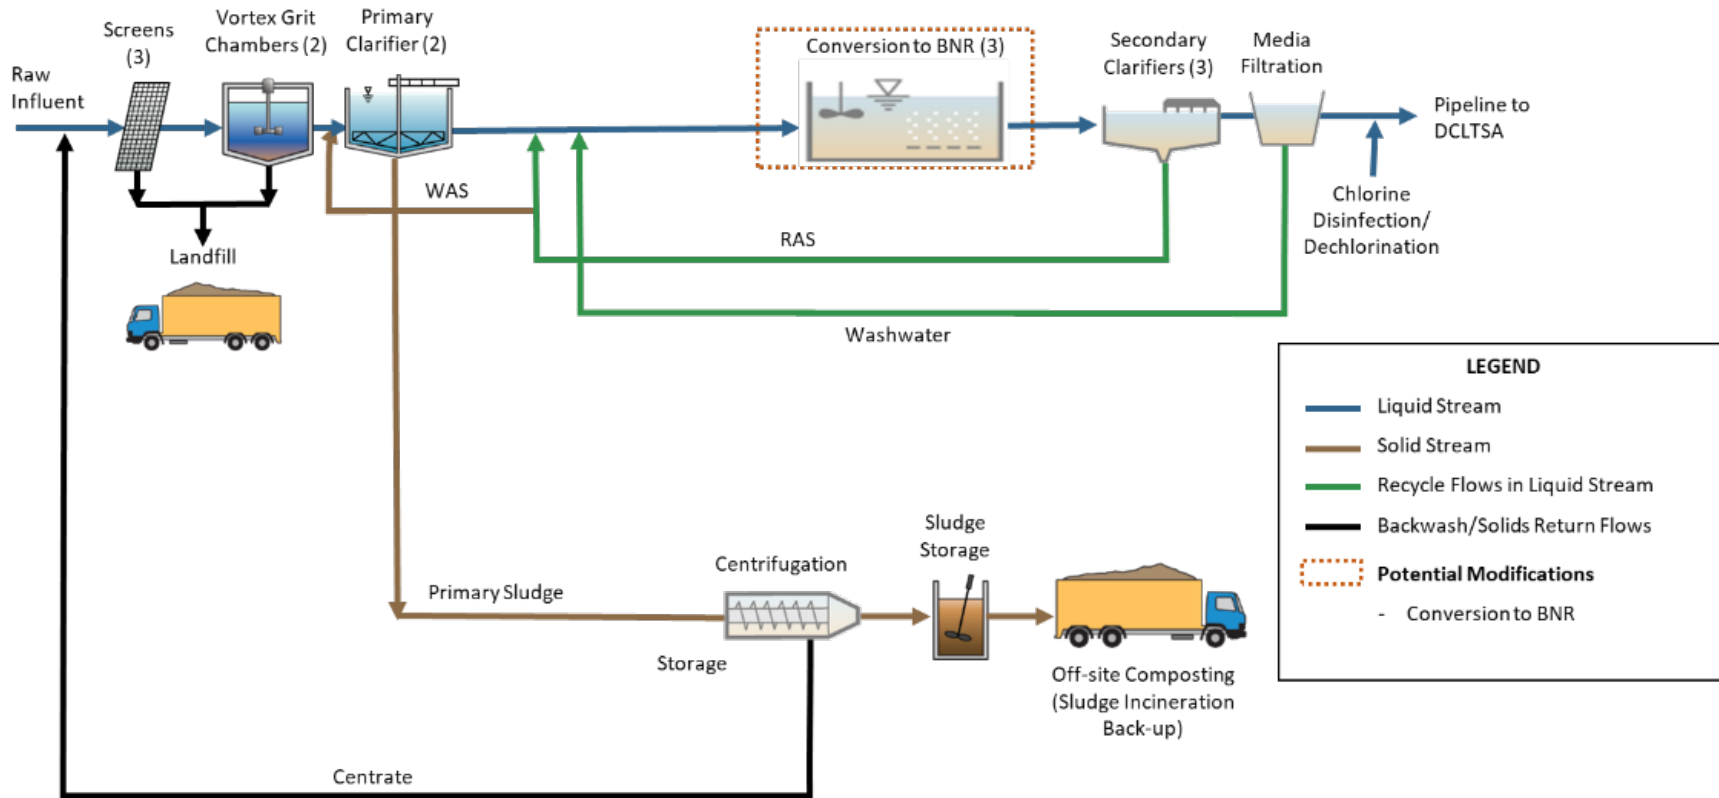 Raw
Influent
Screens
(3)
Vortex Grit
Chambers (2)
Primary
Clarifier (2)
Conversion to BNR (3)
Secondary
Clarifiers (3)
Media
Filtration
Pipeline to
DCLTSA
Chlorine
Disinfection/
Dechlorination
WAS
RAS
Washwater
Landfill
LEGEND
Liquid Stream
Solid Stream
Recycle Flows in Liquid Stream
Backwash/Solids Return Flows
Potential Modifications
- Conversion to BNR
Primary Sludge
Storage
Centrifugation
Sludge
Storage
Off-site Composting
(Sludge Incineration
Back-up)
Centrate